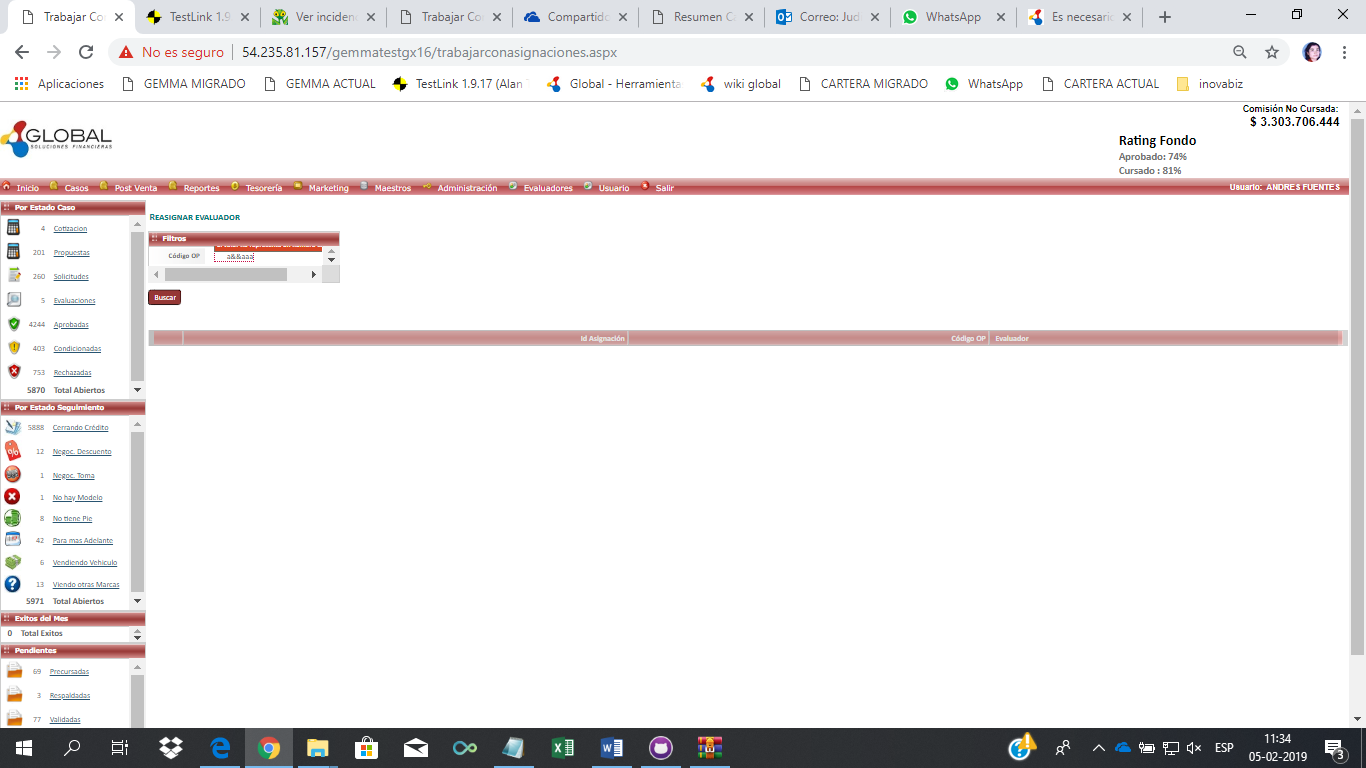 Trabajar Co
TestLink 1.9
Ver inciden
Trabajar Co
Compartido
Resumen C
Correo: Jud
WhatsApp
Es necesari
No es seguro
54.235.81.157/gemmatestgx16/trabajarconasignaciones.aspx
Aplicaciones
GEMMA MIGRADO
GEMMA ACTUAL
TestLink 1.9.17 (Alan
Global - Herramienta
wiki global
CARTERA MIGRADO
WhatsApp
CARTERA ACTUAL
inovabiz
Comisión No Cursada:
$ 3.303.706.444
GLOBAL
SOLUCIONES FINANCIERAS
Rating Fondo
Aprobado: 74%
Cursado : 81%
Inicio Casos Post Venta Reportes Tesorería Marketing Maestros Administración Evaluadores Usuario Salir
Usuario: ANDRES FUENTES
Por Estado Caso
4 Cotizacion
201 Propuestas
260 Solicitudes
5 Evaluaciones
4244 Aprobadas
403 Condicionadas
753 Rechazadas
5870 Total Abiertos
Por Estado Seguimiento
5888 Cerrando Crédito
12 Negoc. Descuento
1 Negoc. Toma
1 No hay Modelo
8 No tiene Pie
42 Para mas Adelante
6 Vendiendo Vehículo
13 Viendo otras Marcas
5971 Total Abiertos
Exitos del Mes
0 Total Exitos
Pendientes
69 Precursadas
3 Respaldadas
77 Validadas
REASIGNAR EVALUADOR
Filtros
Código OP
a&&aaa
Buscar
Id Asignación
Código OP
Evaluador
ESP
11:34
05-02-2019
3